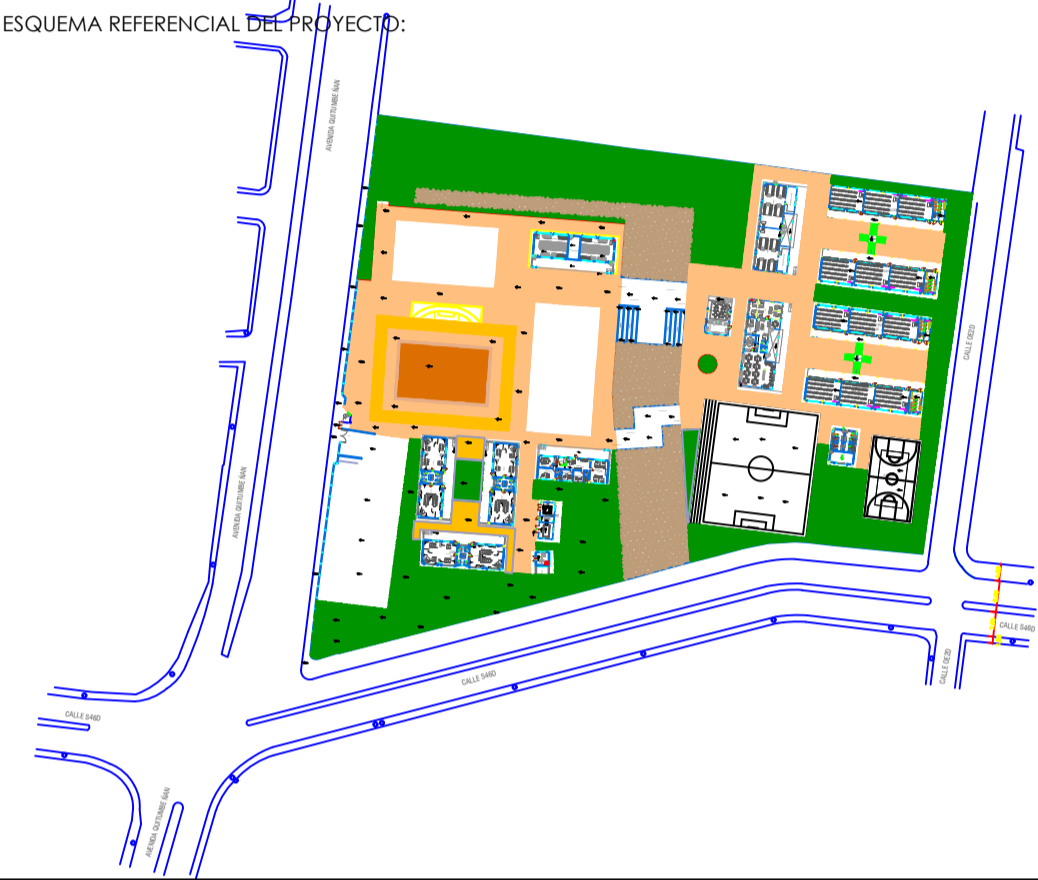 ESQUEMA REFERENCIAL DEL PROYECTO:
AVENIDA QUITUMBE ÑAN
CALLE OE2D
AVENIDA QUITUMBE ÑAN
CALLE S46D
CALLE S46D
CALLE OE2D
CALLE S46D
AVENIDA QUITUMBE ÑAN